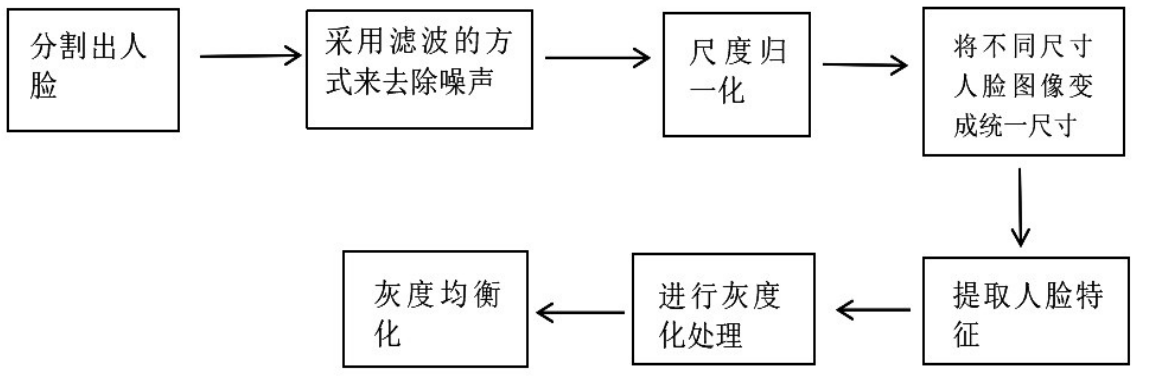 分割出人
脸
采用滤波的方
式来去除噪声
尺度归
一化
将不同尺寸
人脸图像变
成统一尺寸
提取人脸特
征
进行灰度
化处理
灰度均衡
化